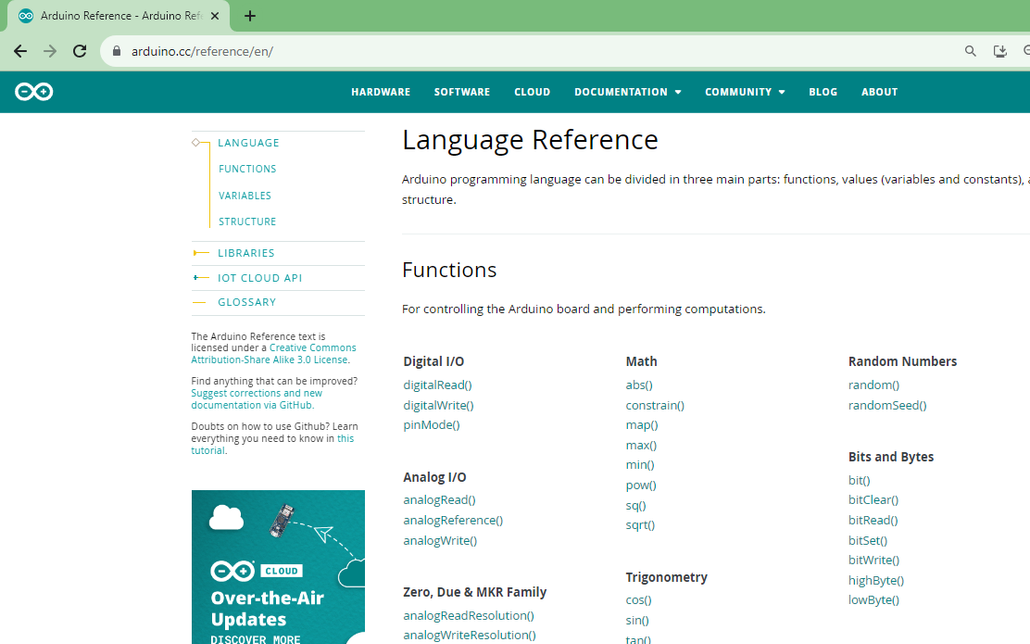 Arduino Reference - Arduino Refe
arduino.cc/reference/en/
HARDWARE SOFTWARE CLOUD DOCUMENTATION COMMUNITY BLOG ABOUT
LANGUAGE
FUNCTIONS
VARIABLES
STRUCTURE
LIBRARIES
IOT CLOUD API
GLOSSARY
The Arduino Reference text is
licensed under a Creative Commons
Attribution-Share Alike 3.0 License.
Find anything that can be improved?
Suggest corrections and new
documentation via GitHub.
Doubts on how to use Github? Learn
everything you need to know in this
tutorial.
CLOUD
Over-the-Air
Updates
DISCOVER MORE
Language Reference
Arduino programming language can be divided in three main parts: functions, values (variables and constants), a
structure.
Functions
For controlling the Arduino board and performing computations.
Digital I/O
digitalRead()
digitalWrite()
pinMode()
Analog I/O
analogRead()
analogReference()
analogWrite()
Zero, Due & MKR Family
analogReadResolution()
analogWriteResolution()
Math
abs()
constrain()
map()
max()
min()
pow()
sq()
sqrt()
Trigonometry
cos()
sin()
tan()
Random Numbers
random()
randomSeed()
Bits and Bytes
bit()
bitClear()
bitRead()
bitSet()
bitWrite()
highByte()
lowByte()